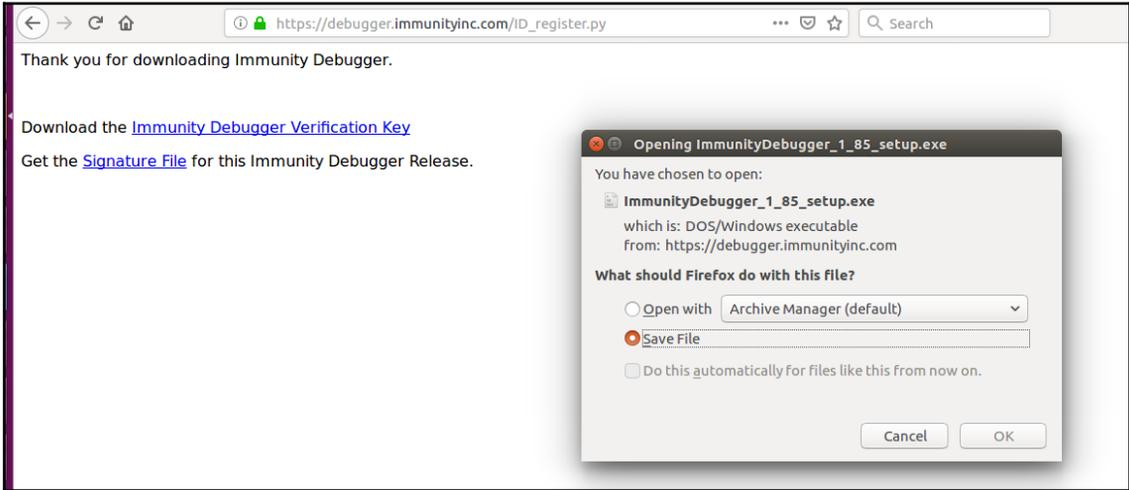 https://debugger.immunityinc.com/ID_register.py
Search
Thank you for downloading Immunity Debugger.
Download the Immunity Debugger Verification Key
Get the Signature File for this Immunity Debugger Release.
Opening ImmunityDebugger_1_85_setup.exe
You have chosen to open:
ImmunityDebugger_1_85_setup.exe
which is: DOS/Windows executable
from: https://debugger.immunityinc.com
What should Firefox do with this file?
Open with Archive Manager (default)
Save File
Do this automatically for files like this from now on.
Cancel OK